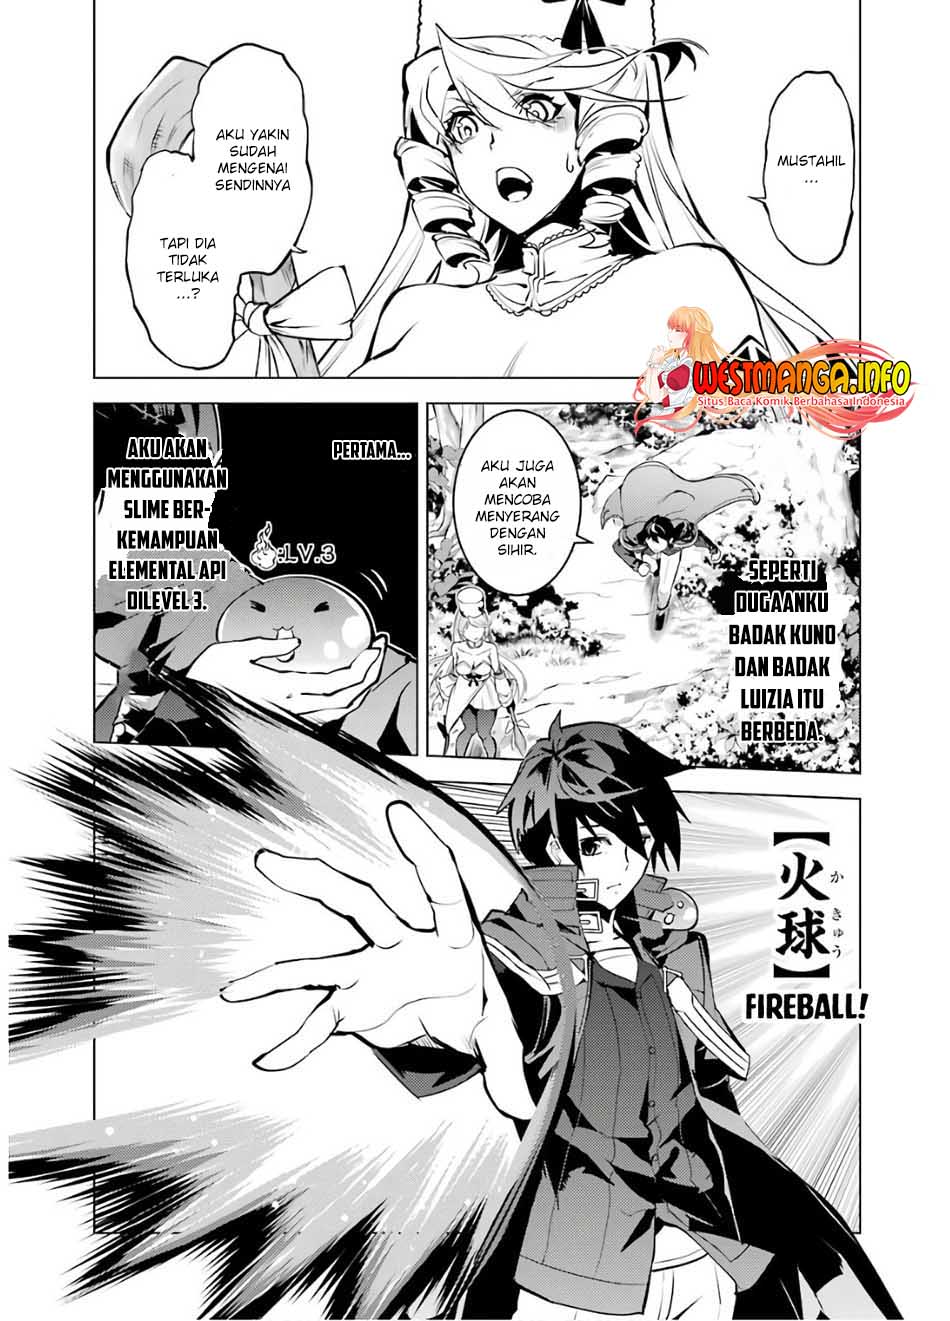 MUSTAHIL
...
AKU YAKIN
SUDAH
MENGENAI
SENDINNYA
TAPI DIA
TIDAK
TERLUKA
...?
WESTMANGA.INFO
Situs Baca Komik Berbahasa Indonesia
AKU JUGA
AKAN
MENCOBA
MENYERANG
DENGAN
SIHIR.
SEPERTI
DUGAANKU
BADAK KUNO
DAN BADAK
LUIZIA ITU
BERBEDA.
PERTAMA...
AKU AKAN
MENGGUNAKAN
SLIME BER-
KEMAMPUAN
ELEMENTAL API
DILEVEL 3.
:LV.3
【火球】
かきゅう
FIREBALL!